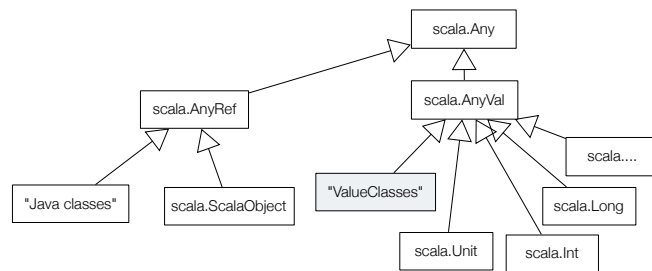 scala.Any
scala.AnyRef
scala.AnyVal
scala....
"Java classes"
scala.ScalaObject
"ValueClasses"
scala.Long
scala.Unit
scala.Int